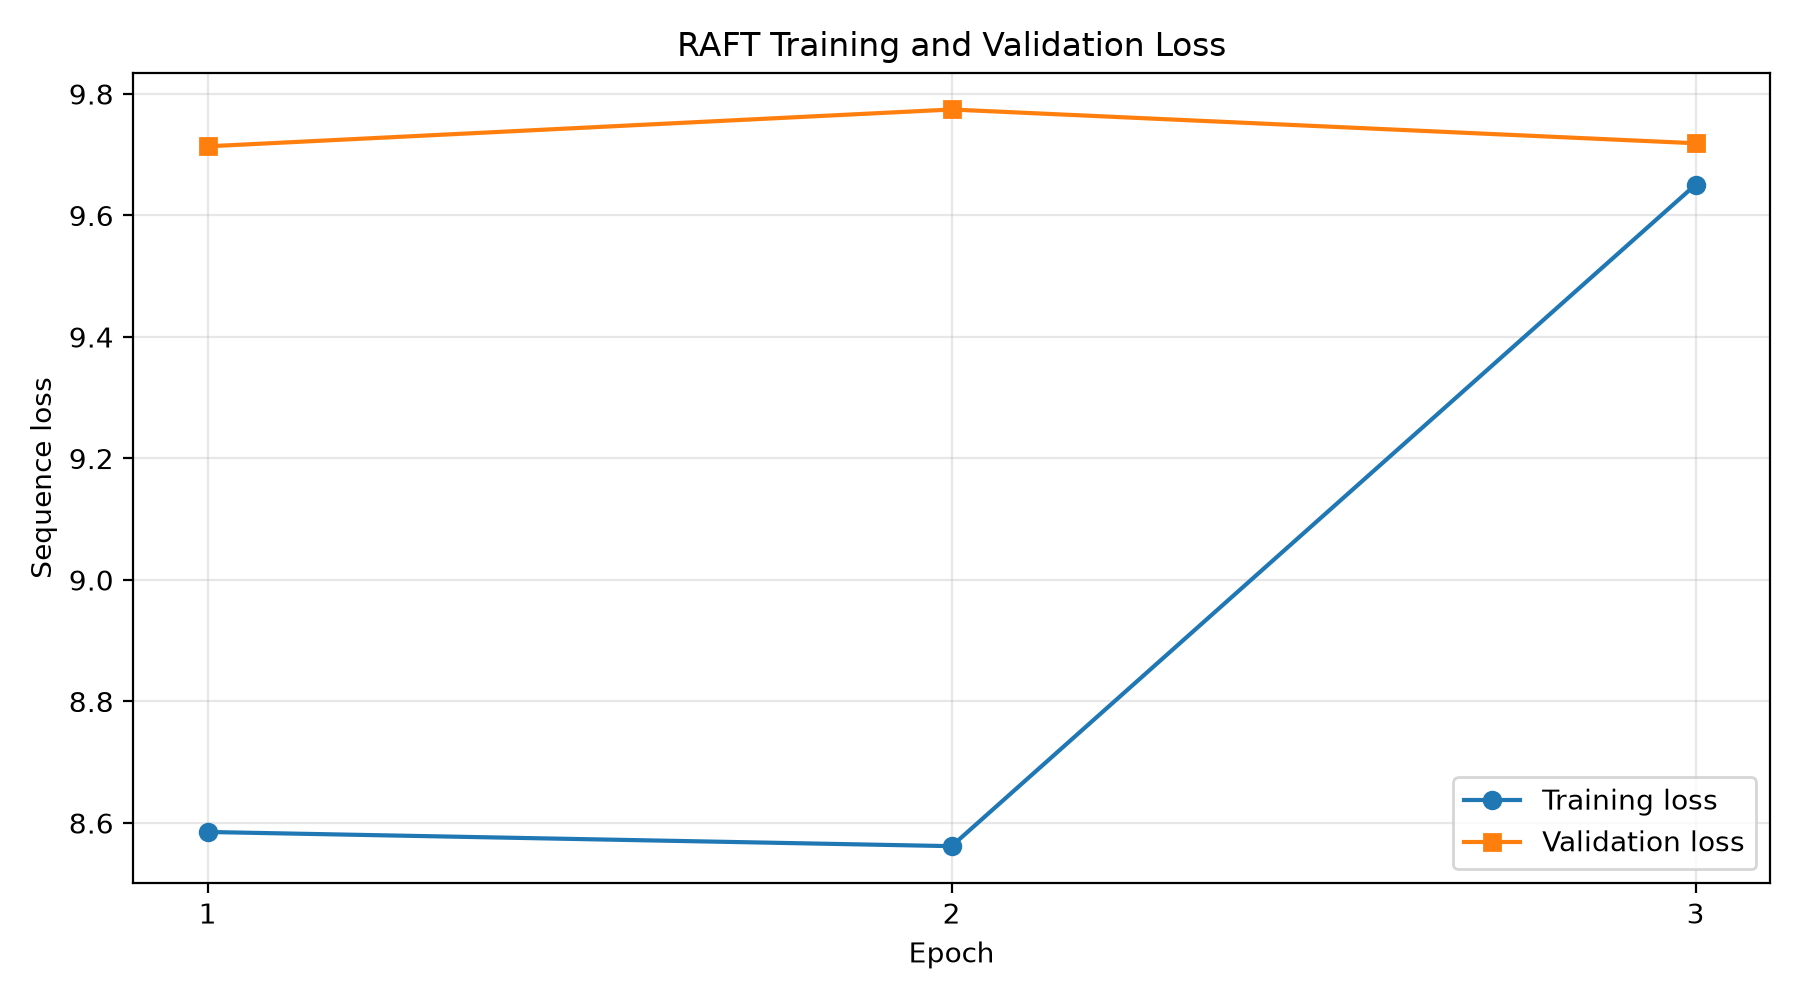 RAFT Training and Validation Loss
9.8
9.6
9.4
9.2
9.0
8.8
8.6
Sequence loss
Training loss
Validation loss
1 2 3
Epoch